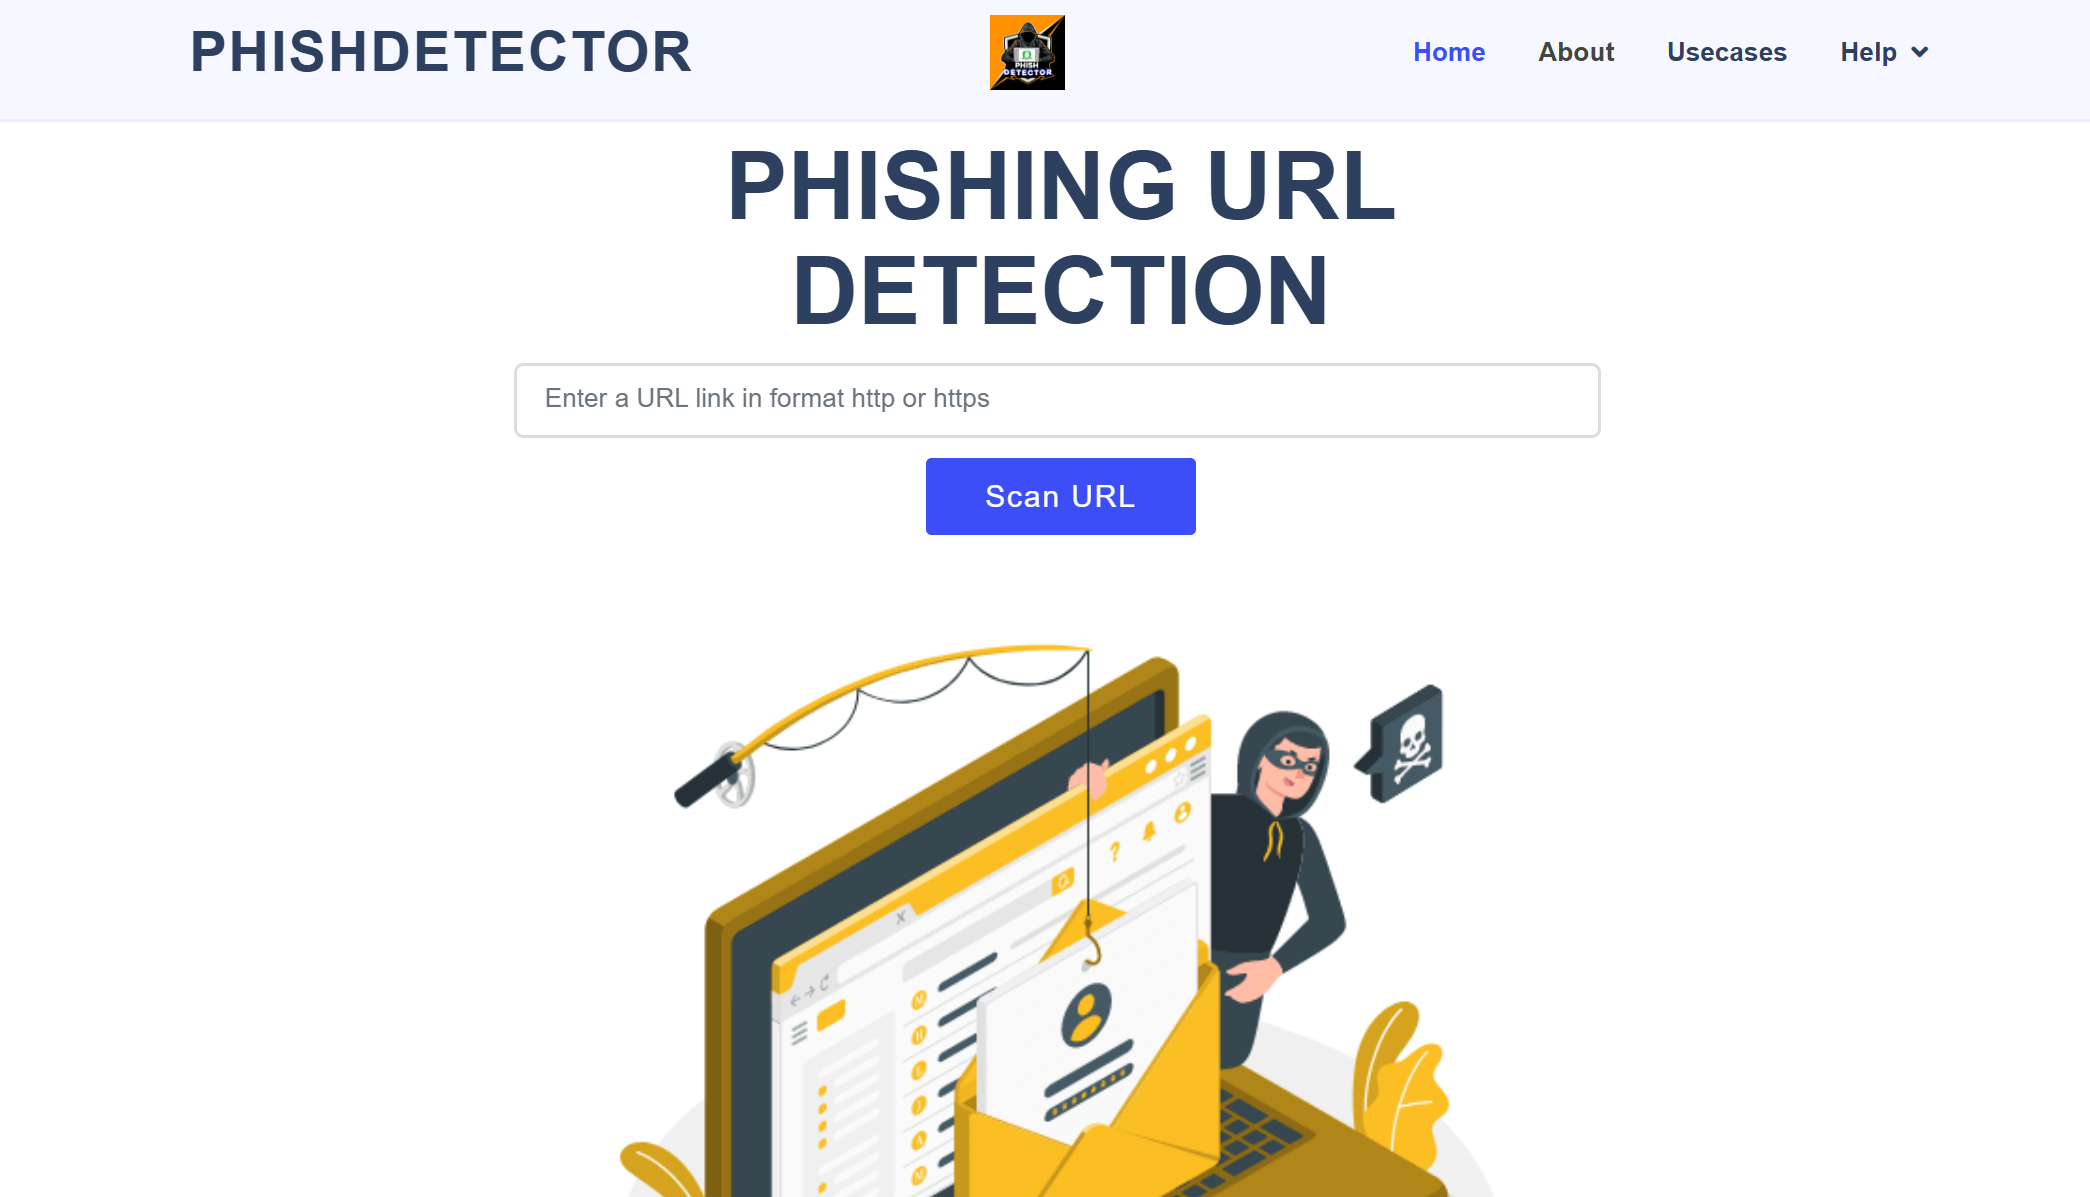 PHISHDETECTOR
PHISH
DETECTOR
Home
About
Usecases
Help
PHISHING URL
DETECTION
Enter a URL link in format http or https
Scan URL
X
?
M
H
L
J
A
M